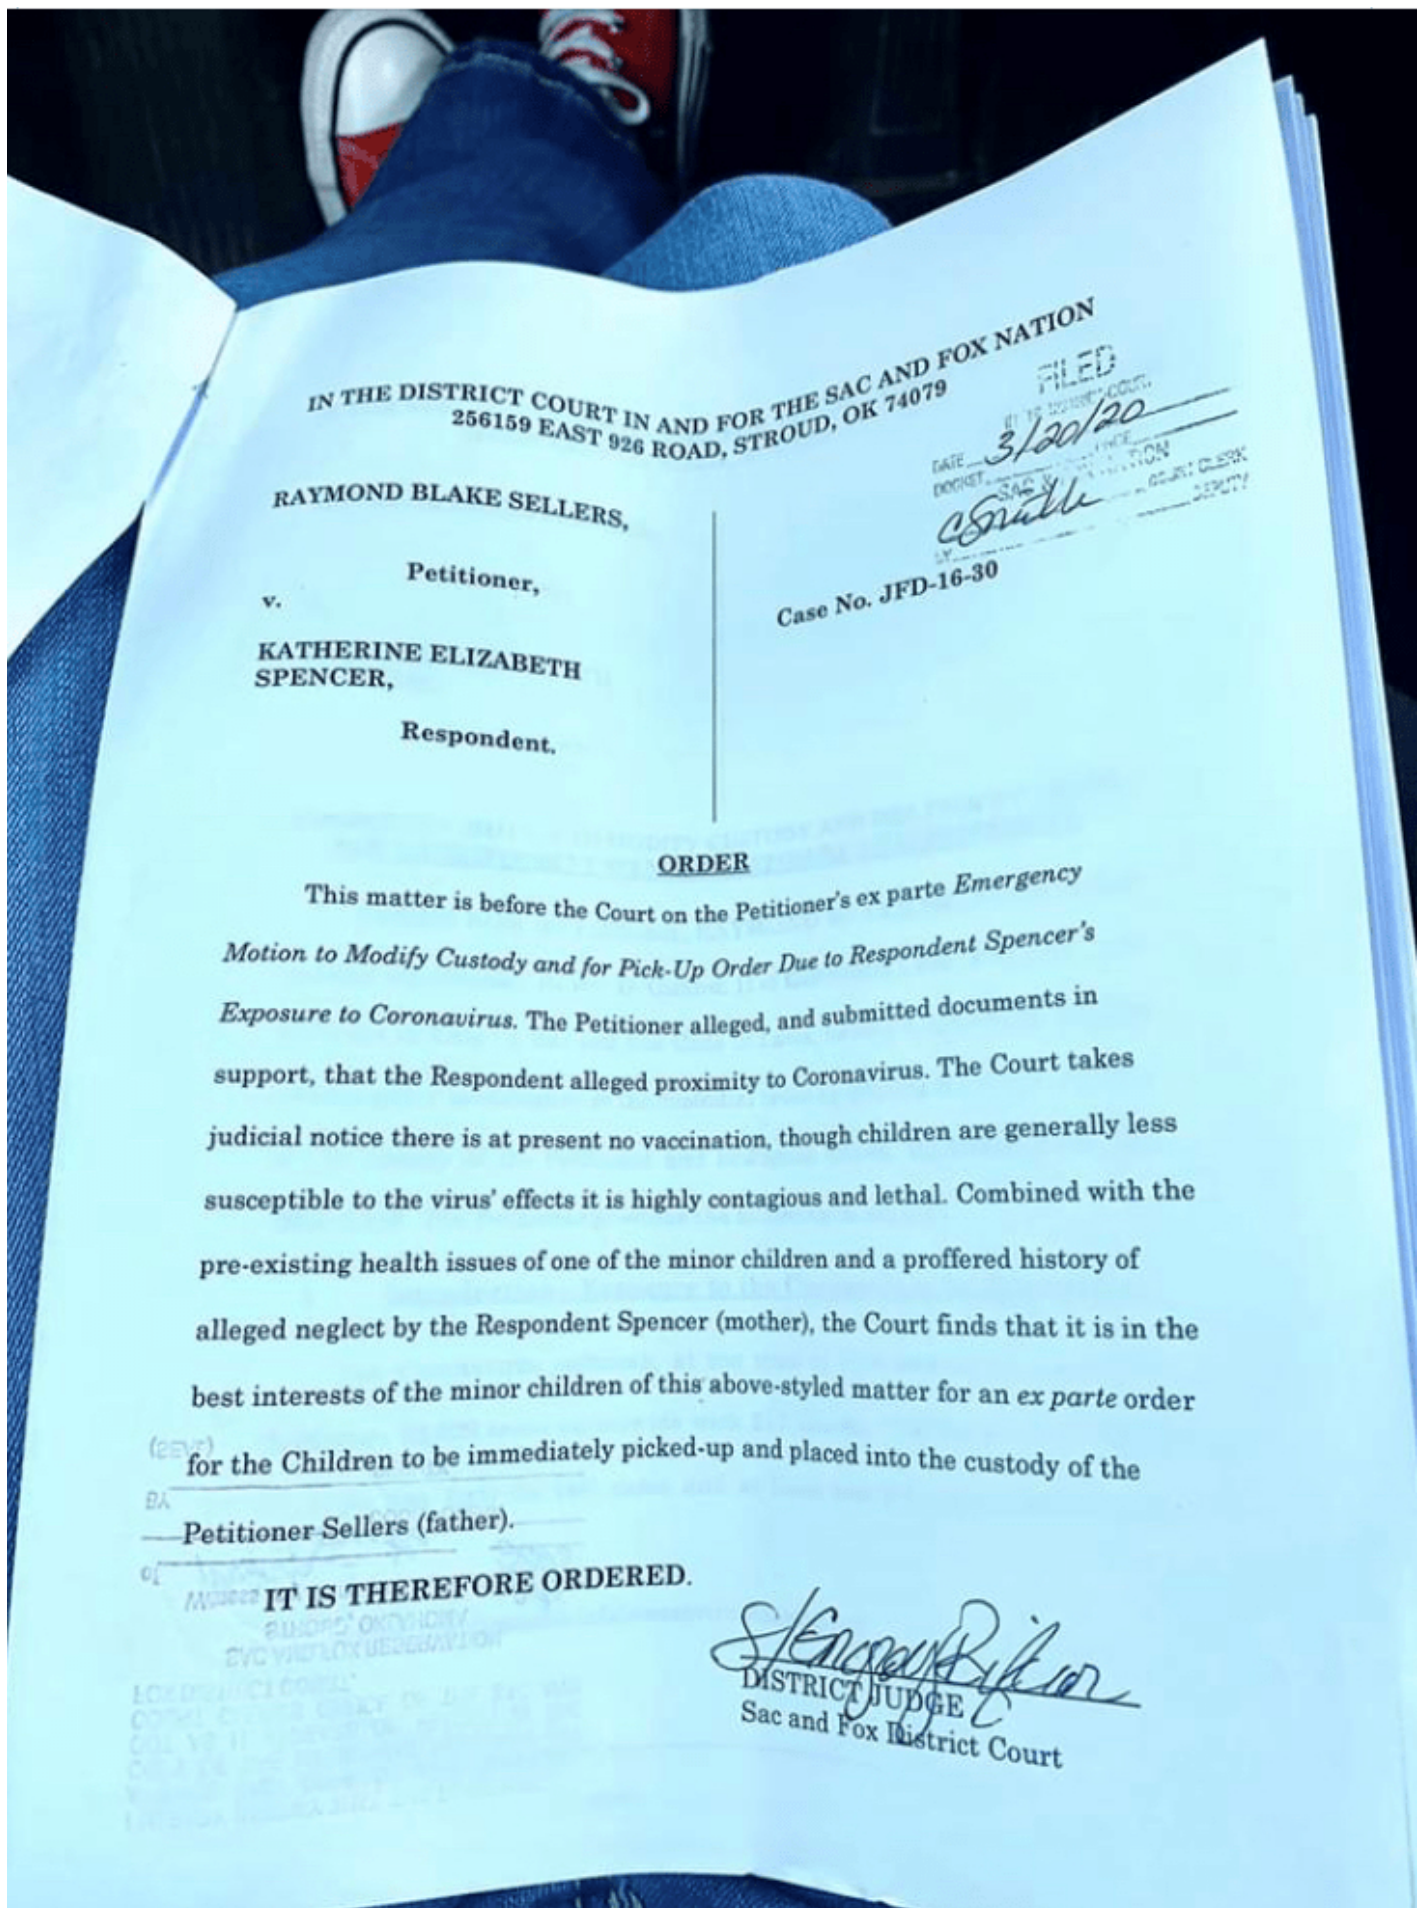 IN THE DISTRICT COURT IN AND FOR THE SAC AND FOX NATION
256159 EAST 926 ROAD, STROUD, OK 74079
FILED
DATE 3/20/20
DOCKET
SAC &
COURT CLERK
DEPUTY
RAYMOND BLAKE SELLERS,
Petitioner,
v.
KATHERINE ELIZABETH
SPENCER,
Respondent.
Case No. JFD-16-30
ORDER
This matter is before the Court on the Petitioner's ex parte Emergency
Motion to Modify Custody and for Pick-Up Order Due to Respondent Spencer's
Exposure to Coronavirus. The Petitioner alleged, and submitted documents in
support, that the Respondent alleged proximity to Coronavirus. The Court takes
judicial notice there is at present no vaccination, though children are generally less
susceptible to the virus' effects it is highly contagious and lethal. Combined with the
pre-existing health issues of one of the minor children and a proffered history of
alleged neglect by the Respondent Spencer (mother), the Court finds that it is in the
best interests of the minor children of this above-styled matter for an ex parte order
for the Children to be immediately picked-up and placed into the custody of the
Petitioner Sellers (father).
IT IS THEREFORE ORDERED.
DISTRICT JUDGE
Sac and Fox District Court